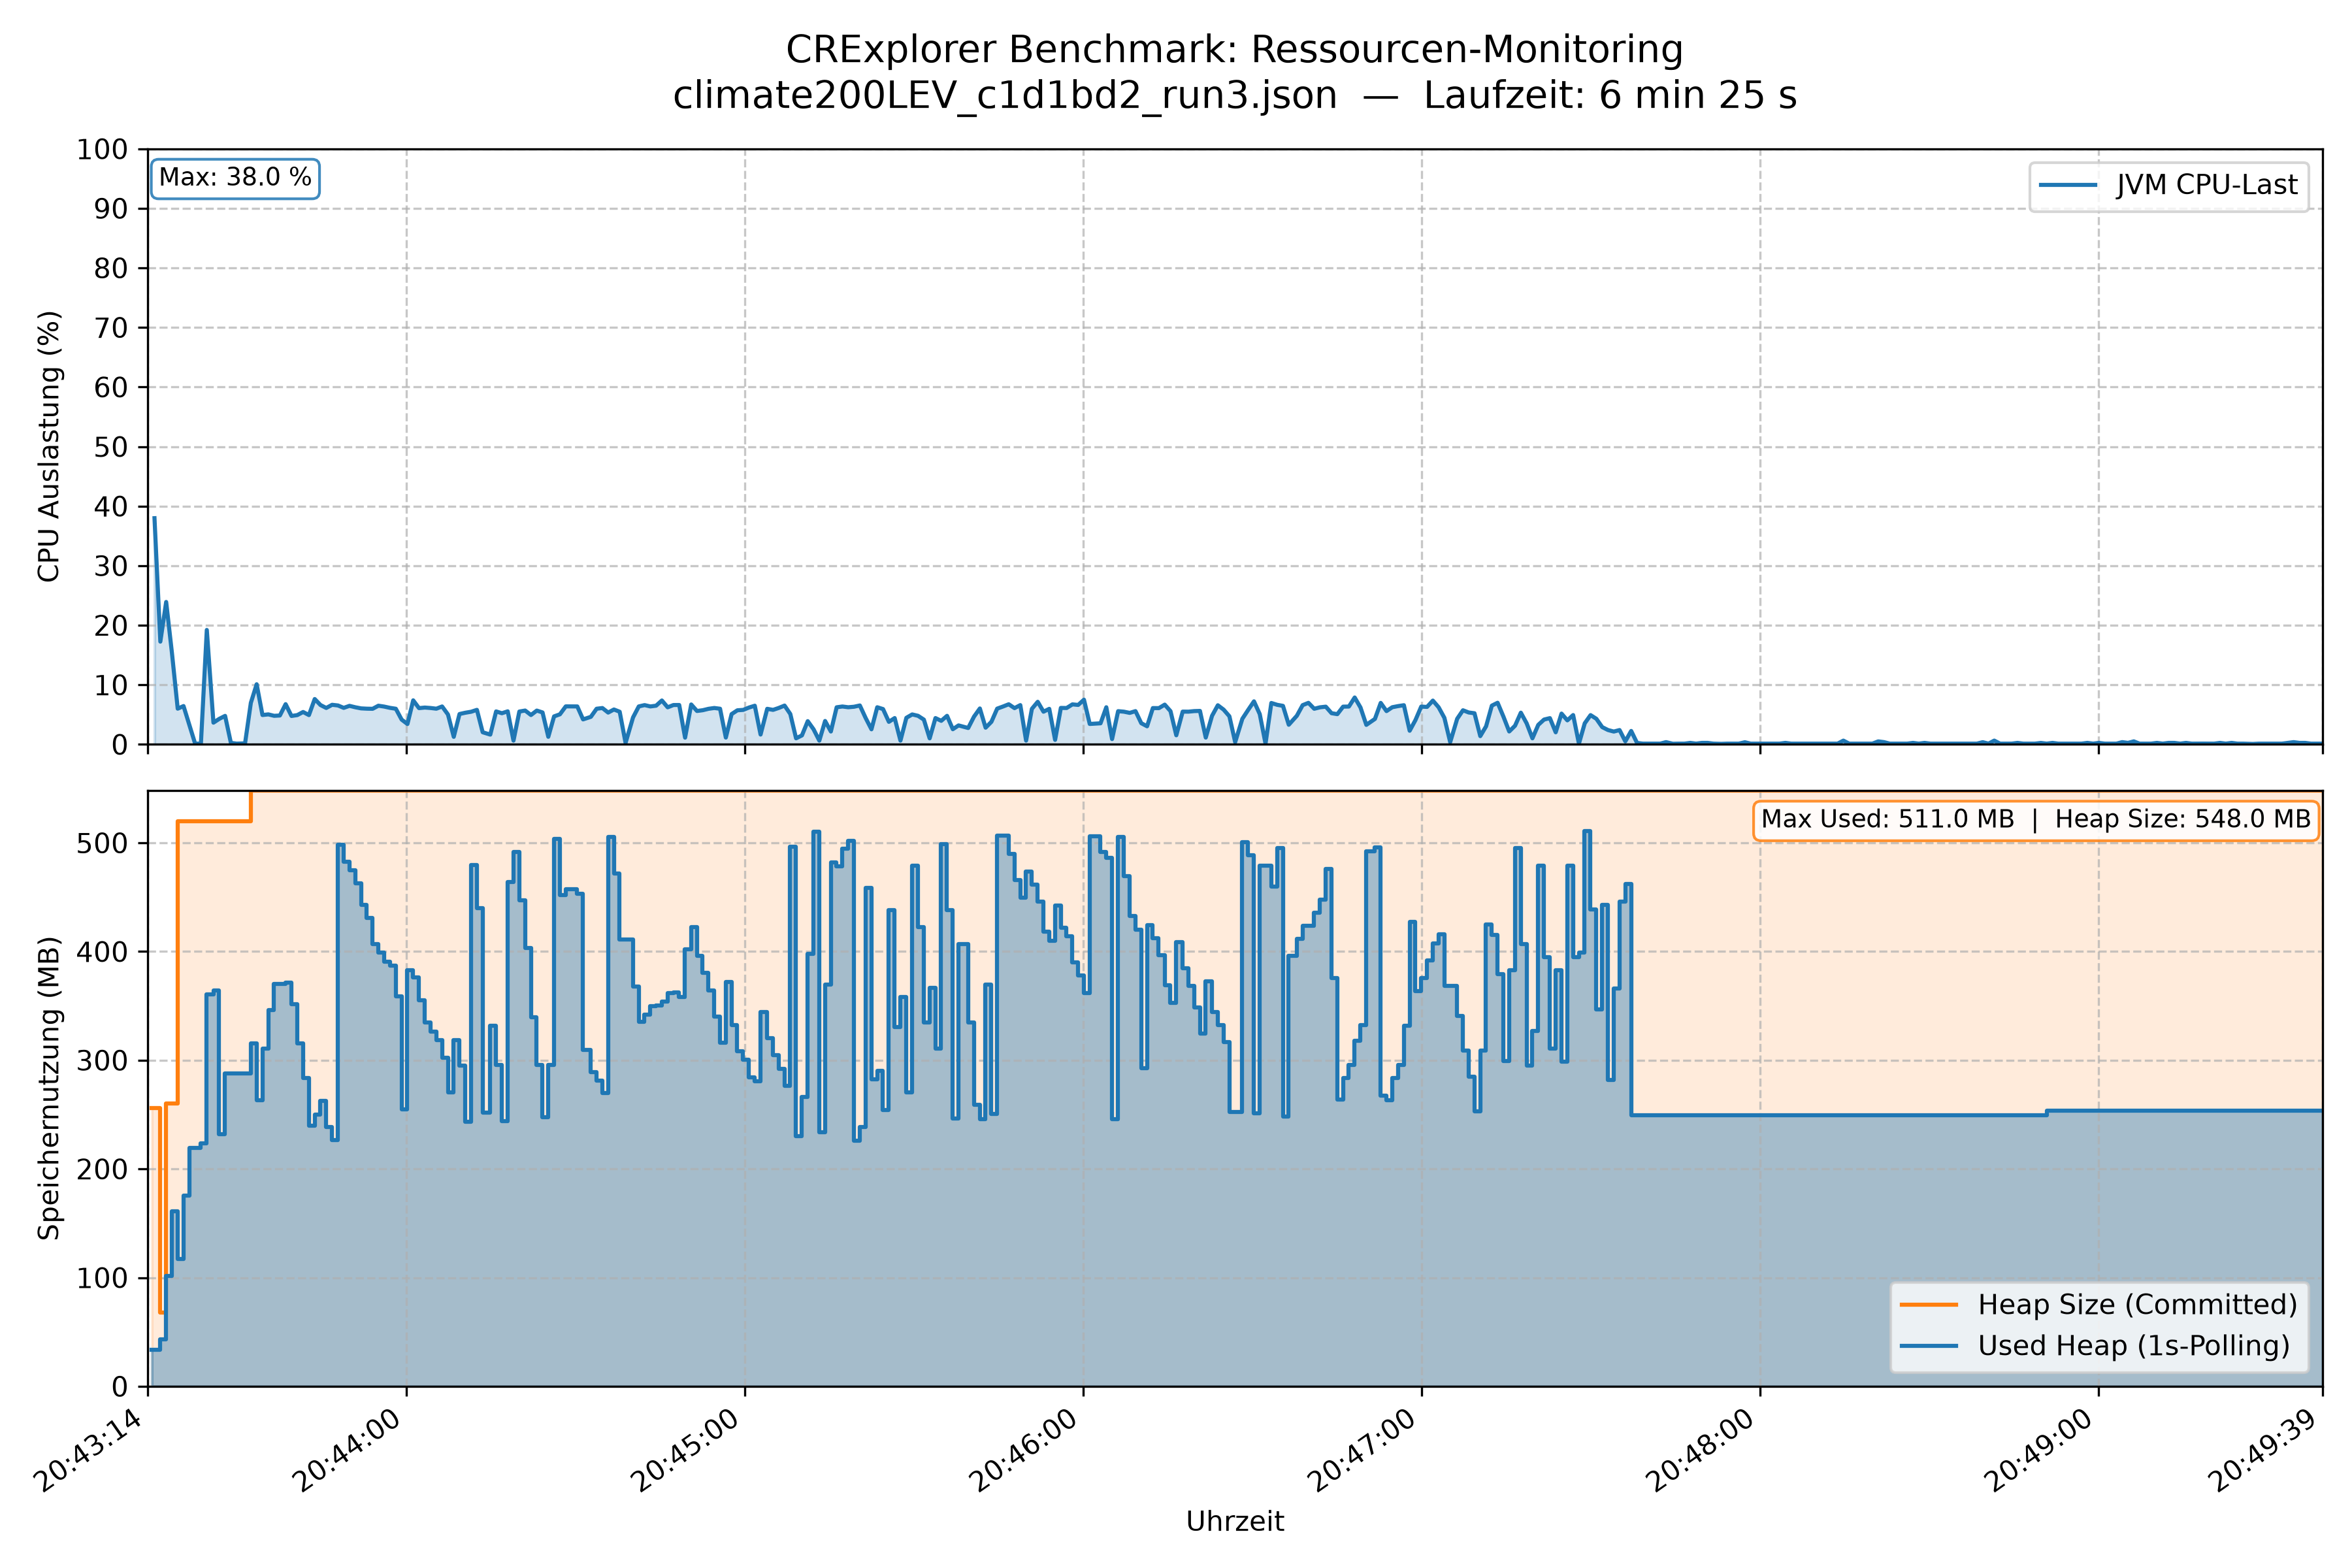 CRExplorer Benchmark: Ressourcen-Monitoring
climate200LEV_c1d1bd2_run3.json — Laufzeit: 6 min 25 s
Max: 38.0 %
JVM CPU-Last
CPU Auslastung (%)
100
90
80
70
60
50
40
30
20
10
0
Max Used: 511.0 MB | Heap Size: 548.0 MB
Speichernutzung (MB)
500
400
300
200
100
0
Heap Size (Committed)
Used Heap (1s-Polling)
20:43:14
20:44:00
20:45:00
20:46:00
20:47:00
20:48:00
20:49:00
20:49:39
Uhrzeit